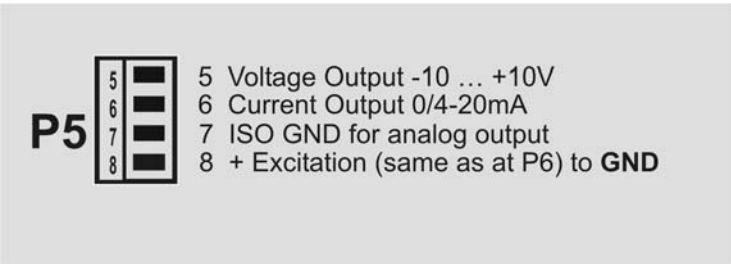 P5
5 5 Voltage Output -10 … +10V
6 6 Current Output 0/4-20mA
7 7 ISO GND for analog output
8 8 + Excitation (same as at P6) to GND